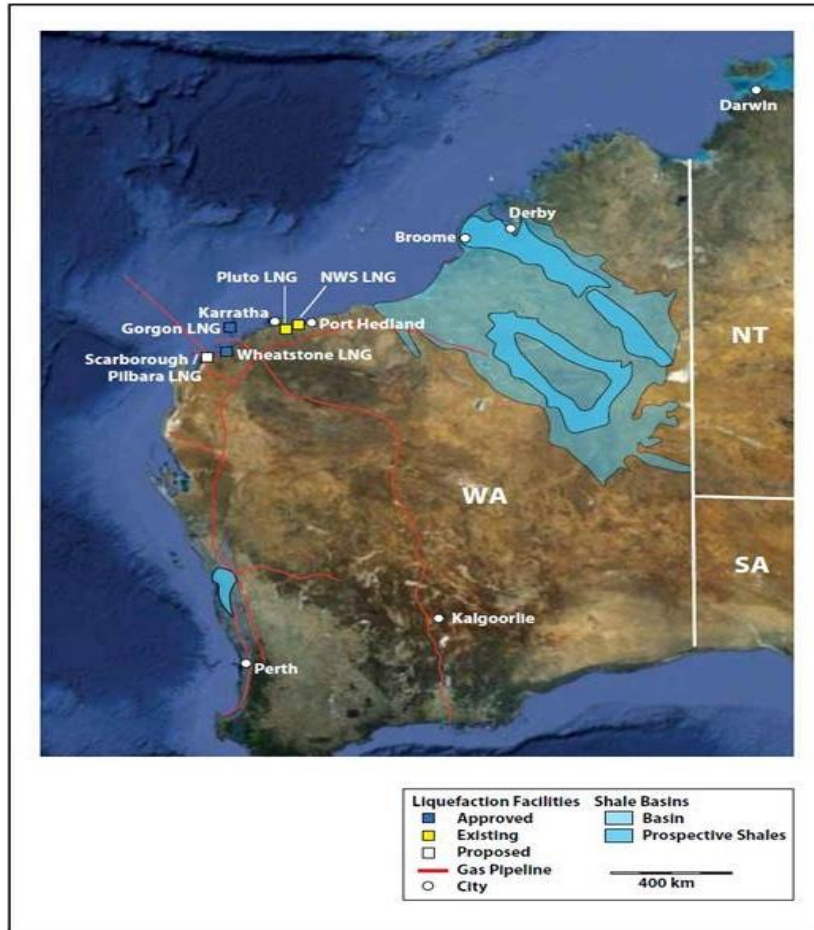 Darwin
Derby
Broome
Pluto LNG
NWS LNG
Karratha
Port Hedland
Gorgon LNG
Wheatstone LNG
Scarborough /
Pilbara LNG
NT
WA
SA
Kalgoorlie
Perth
Liquefaction Facilities
Approved
Existing
Proposed
Gas Pipeline
City
Shale Basins
Basin
Prospective Shales
400 km